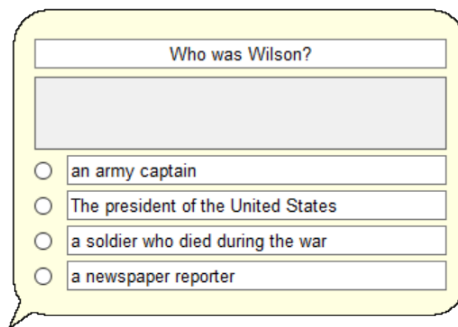 Who was Wilson?
an army captain
The president of the United States
a soldier who died during the war
a newspaper reporter